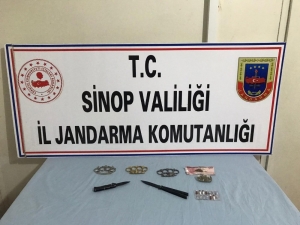 T.C.
SİNOP VALİLİĞİ
İL JANDARMA KOMUTANLIĞI